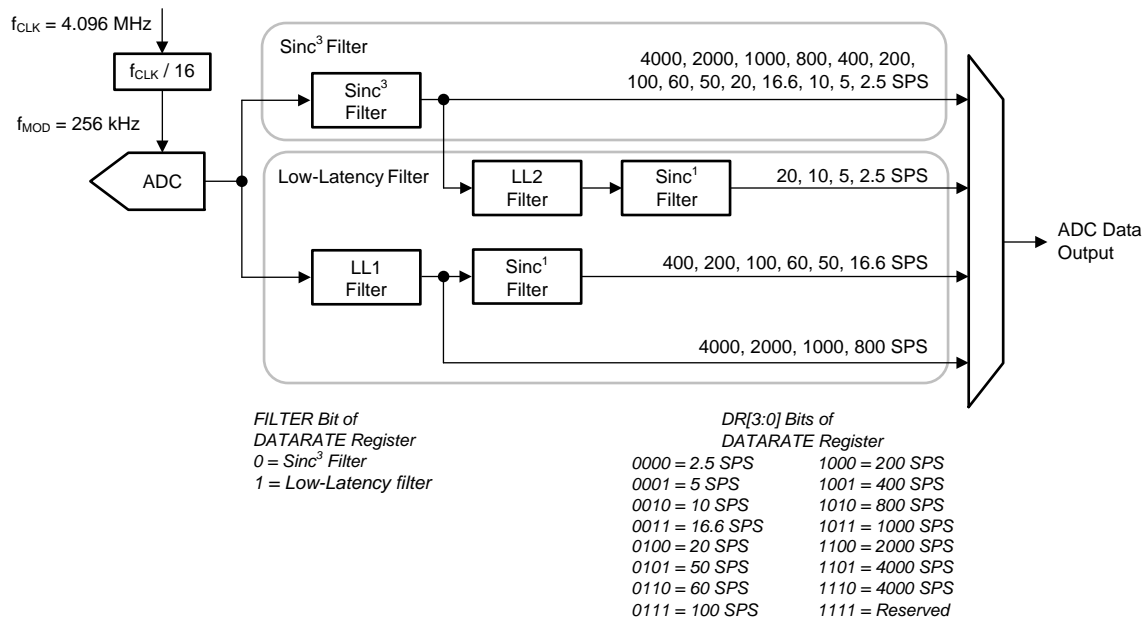 fCLK = 4.096 MHz
fCLK / 16
fMOD = 256 kHz
ADC
Sinc³ Filter
Sinc³
Filter
4000, 2000, 1000, 800, 400, 200,
100, 60, 50, 20, 16.6, 10, 5, 2.5 SPS
Low-Latency Filter
LL2
Filter
Sinc¹
Filter
20, 10, 5, 2.5 SPS
LL1
Filter
Sinc¹
Filter
400, 200, 100, 60, 50, 16.6 SPS
4000, 2000, 1000, 800 SPS
ADC Data
Output
FILTER Bit of
DATARATE Register
0 = Sinc³ Filter
1 = Low-Latency filter
DR[3:0] Bits of
DATARATE Register
0000 = 2.5 SPS
0001 = 5 SPS
0010 = 10 SPS
0011 = 16.6 SPS
0100 = 20 SPS
0101 = 50 SPS
0110 = 60 SPS
0111 = 100 SPS
1000 = 200 SPS
1001 = 400 SPS
1010 = 800 SPS
1011 = 1000 SPS
1100 = 2000 SPS
1101 = 4000 SPS
1110 = 4000 SPS
1111 = Reserved